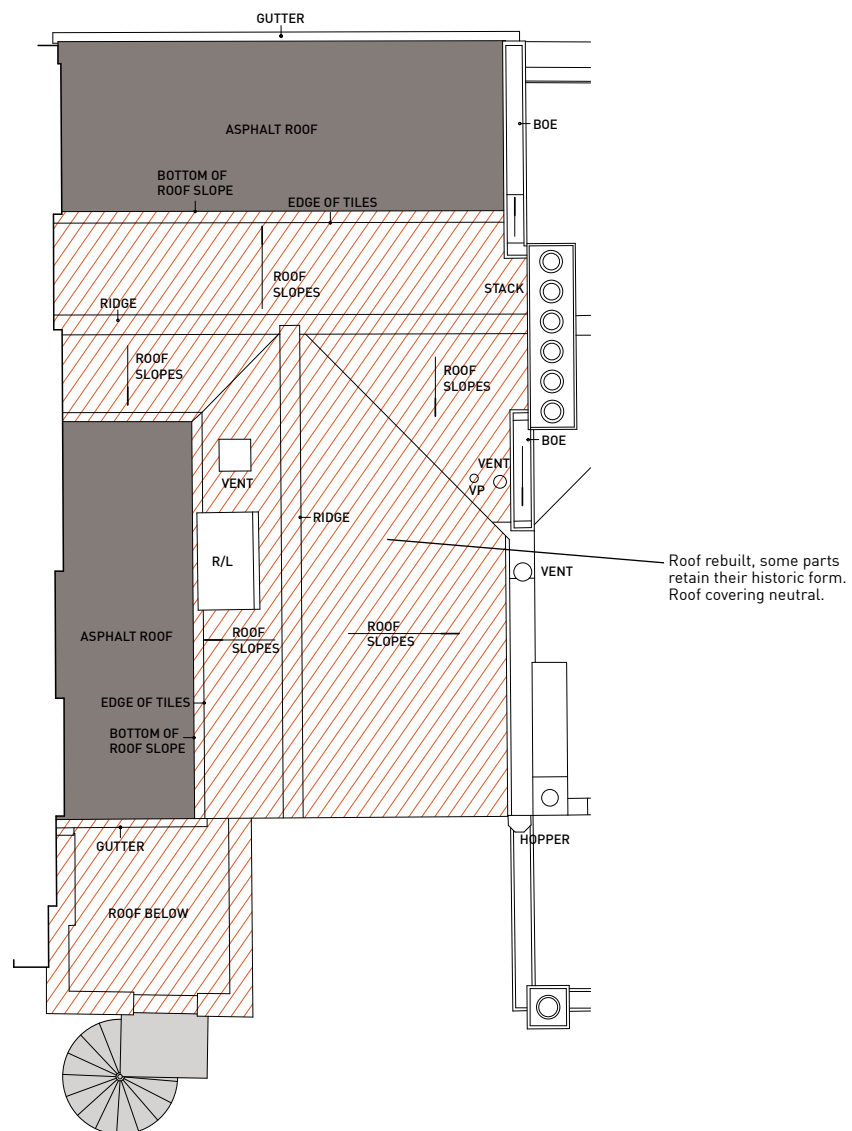 GUTTER
ASPHALT ROOF
BOE
BOTTOM OF
ROOF SLOPE
EDGE OF TILES
ROOF
SLOPES
STACK
RIDGE
ROOF
SLOPES
ROOF
SLOPES
BOE
VENT
VENT
VP
RIDGE
R/L
Roof rebuilt, some parts
retain their historic form.
Roof covering neutral.
VENT
ASPHALT ROOF
ROOF
SLOPES
ROOF
SLOPES
EDGE OF TILES
BOTTOM OF
ROOF SLOPE
GUTTER
HOPPER
ROOF BELOW